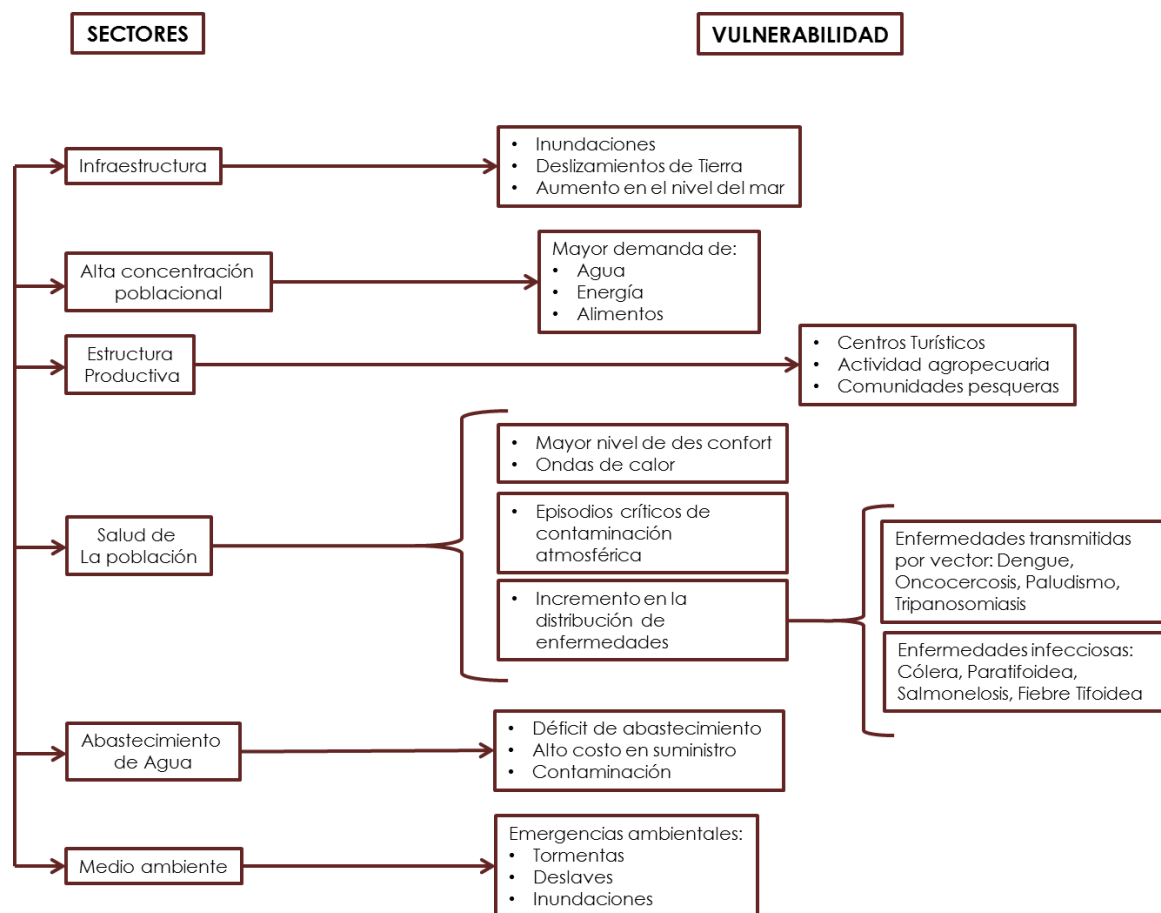 SECTORES
VULNERABILIDAD
Infraestructura
• Inundaciones
• Deslizamientos de Tierra
• Aumento en el nivel del mar
Alta concentración
poblacional
Mayor demanda de:
• Agua
• Energía
• Alimentos
Estructura
Productiva
• Centros Turísticos
• Actividad agropecuaria
• Comunidades pesqueras
Salud de
La población
• Mayor nivel de des confort
• Ondas de calor
• Episodios críticos de
contaminación
atmosférica
• Incremento en la
distribución de
enfermedades
Enfermedades transmitidas
por vector: Dengue,
Oncocercosis, Paludismo,
Tripanosomiasis
Enfermedades infecciosas:
Cólera, Paratifoidea,
Salmonelosis, Fiebre Tifoidea
Abastecimiento
de Agua
• Déficit de abastecimiento
• Alto costo en suministro
• Contaminación
Medio ambiente
Emergencias ambientales:
• Tormentas
• Deslaves
• Inundaciones